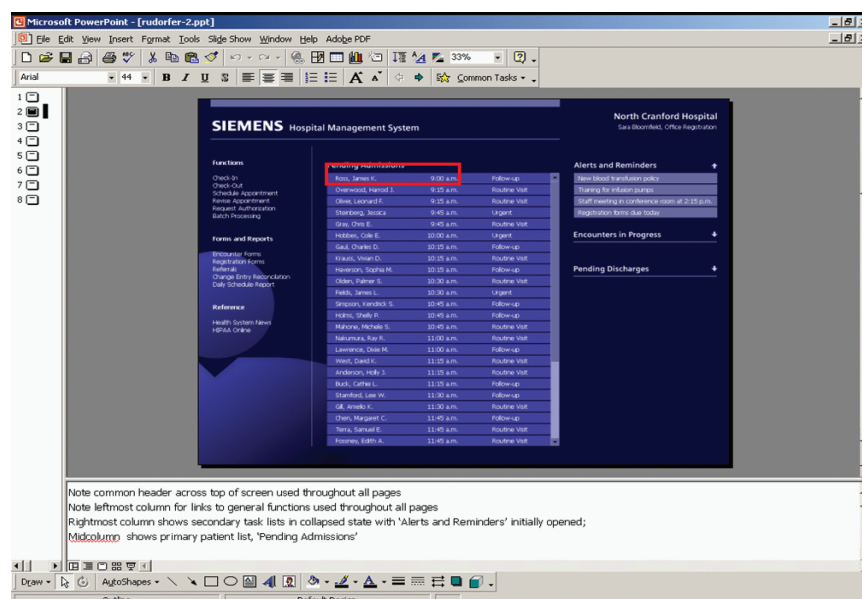 Microsoft PowerPoint - [rudorfer-2.ppt]
File Edit View Insert Format Tools Slide Show Window Help Adobe PDF
33%
Arial 44 B I U S A A Common Tasks
1
2
3
4
5
6
7
8
SIEMENS Hospital Management System
North Cranford Hospital
Sara Bloomfield, Office Registration
Functions
Check-In
Check-Out
Schedule Appointment
Revise Appointment
Request Authorization
Batch Processing
Forms and Reports
Encounter Forms
Registration Forms
Referrals
Change Entry Reconciliation
Daily Schedule Report
Reference
Health System News
HIPAA Online
Pending Admissions
Ross, James K. 9:00 a.m. Follow-up
Overwood, Harrod J. 9:15 a.m. Routine Visit
Oliver, Leonard F. 9:15 a.m. Routine Visit
Steinberg, Jessica 9:45 a.m. Urgent
Gray, Chris E. 9:45 a.m. Routine Visit
Hobbes, Cole E. 10:00 a.m. Urgent
Gaul, Charles D. 10:15 a.m. Follow-up
Krauss, Vivian D. 10:15 a.m. Routine Visit
Haverson, Sophia M. 10:15 a.m. Follow-up
Olden, Palmer S. 10:30 a.m. Routine Visit
Fields, James L. 10:30 a.m. Urgent
Simpson, Kendrick S. 10:45 a.m. Follow-up
Holms, Shelly P. 10:45 a.m. Follow-up
Mahone, Michele S. 10:45 a.m. Routine Visit
Nakumura, Ray R. 11:00 a.m. Routine Visit
Lawrence, Dixie M. 11:00 a.m. Follow-up
West, David K. 11:15 a.m. Routine Visit
Anderson, Holly J. 11:15 a.m. Routine Visit
Buck, Cathie L. 11:15 a.m. Follow-up
Stamford, Lee W. 11:30 a.m. Follow-up
Gill, Amelio K. 11:30 a.m. Routine Visit
Chen, Margaret C. 11:45 a.m. Follow-up
Terra, Samuel E. 11:45 a.m. Routine Visit
Fossney, Edith A. 11:45 a.m. Routine Visit
Alerts and Reminders
New blood transfusion policy
Training for infusion pumps
Staff meeting in conference room at 2:15 p.m.
Registration forms due today
Encounters in Progress
Pending Discharges
Note common header across top of screen used throughout all pages
Note leftmost column for links to general functions used throughout all pages
Rightmost column shows secondary task lists in collapsed state with 'Alerts and Reminders' initially opened;
Midcolumn shows primary patient list, 'Pending Admissions'
Draw AutoShapes
Outline Default Design